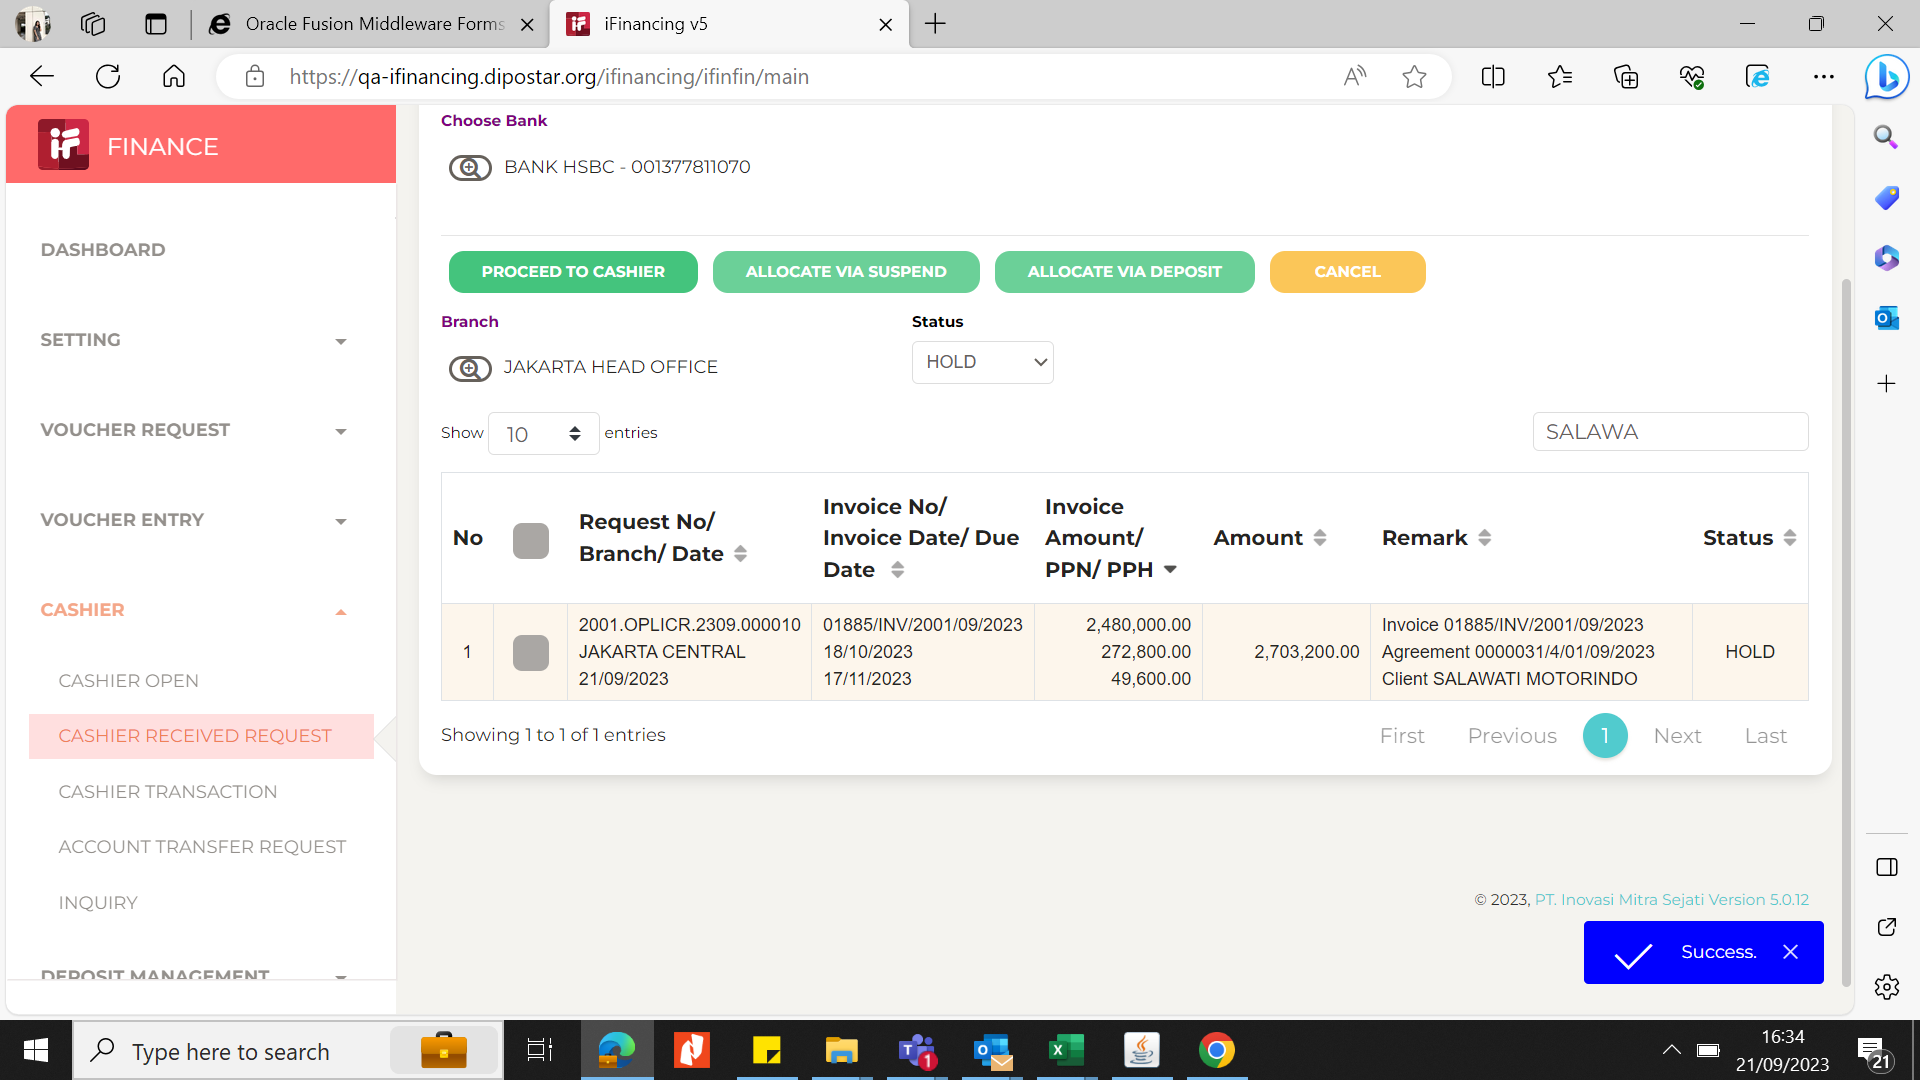 Oracle Fusion Middleware Forms
iFinancing v5
https://qa-ifinancing.dipostar.org/ifinancing/ifinfin/main
iF FINANCE
DASHBOARD
SETTING
VOUCHER REQUEST
VOUCHER ENTRY
CASHIER
CASHIER OPEN
CASHIER RECEIVED REQUEST
CASHIER TRANSACTION
ACCOUNT TRANSFER REQUEST
INQUIRY
DEPOSIT MANAGEMENT
Choose Bank
BANK HSBC - 001377811070
PROCEED TO CASHIER
ALLOCATE VIA SUSPEND
ALLOCATE VIA DEPOSIT
CANCEL
Branch
JAKARTA HEAD OFFICE
Status
HOLD
Show 10 entries
SALAWA
No
Request No/
Branch/ Date
Invoice No/
Invoice Date/ Due
Date
Invoice
Amount/
PPN/ PPH
Amount
Remark
Status
1
2001.OPLICR.2309.000010
JAKARTA CENTRAL
21/09/2023
01885/INV/2001/09/2023
18/10/2023
17/11/2023
2,480,000.00
272,800.00
49,600.00
2,703,200.00
Invoice 01885/INV/2001/09/2023
Agreement 0000031/4/01/09/2023
Client SALAWATI MOTORINDO
HOLD
Showing 1 to 1 of 1 entries
First Previous 1 Next Last
© 2023, PT. Inovasi Mitra Sejati Version 5.0.12
Success.
Type here to search
1
16:34
21/09/2023
21